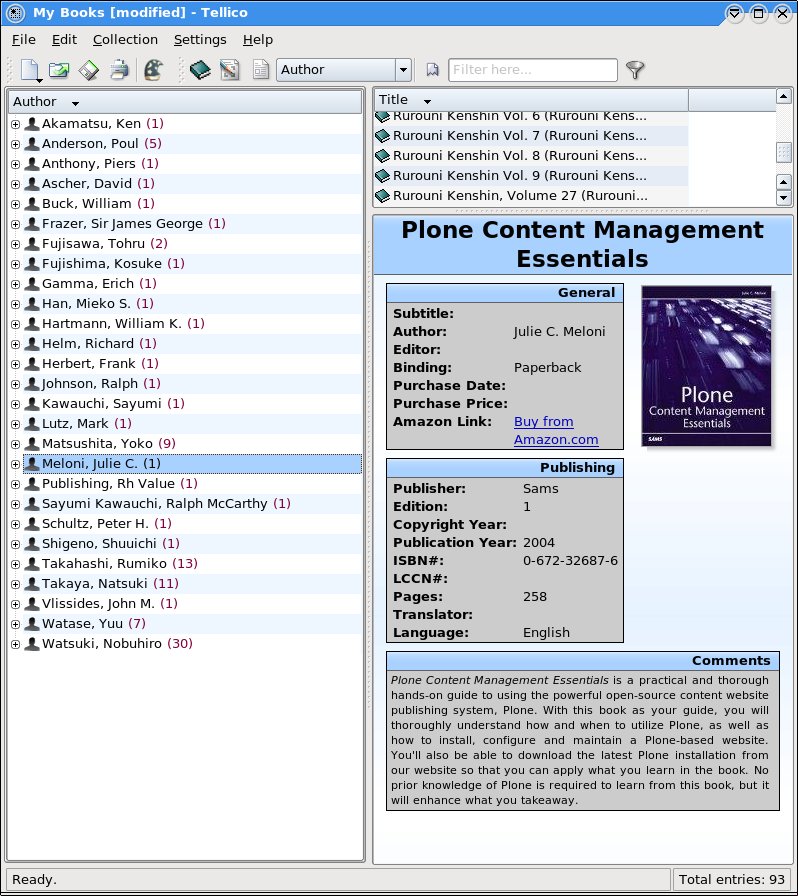 My Books [modified] - Tellico
File Edit Collection Settings Help
Author Filter here...
Author
Akamatsu, Ken (1)
Anderson, Poul (5)
Anthony, Piers (1)
Ascher, David (1)
Buck, William (1)
Frazer, Sir James George (1)
Fujisawa, Tohru (2)
Fujishima, Kosuke (1)
Gamma, Erich (1)
Han, Mieko S. (1)
Hartmann, William K. (1)
Helm, Richard (1)
Herbert, Frank (1)
Johnson, Ralph (1)
Kawauchi, Sayumi (1)
Lutz, Mark (1)
Matsushita, Yoko (9)
Meloni, Julie C. (1)
Publishing, Rh Value (1)
Sayumi Kawauchi, Ralph McCarthy (1)
Schultz, Peter H. (1)
Shigeno, Shuuichi (1)
Takahashi, Rumiko (13)
Takaya, Natsuki (11)
Vlissides, John M. (1)
Watase, Yuu (7)
Watsuki, Nobuhiro (30)
Title
Rurouni Kenshin Vol. 6 (Rurouni Kens...
Rurouni Kenshin Vol. 7 (Rurouni Kens...
Rurouni Kenshin Vol. 8 (Rurouni Kens...
Rurouni Kenshin Vol. 9 (Rurouni Kens...
Rurouni Kenshin, Volume 27 (Rurouni...
Plone Content Management
Essentials
General
Subtitle:
Author: Julie C. Meloni
Editor:
Binding: Paperback
Purchase Date:
Purchase Price:
Amazon Link: Buy from
Amazon.com
Julie C. Meloni
Plone
Content Management
Essentials
SAMS
Publishing
Publisher: Sams
Edition: 1
Copyright Year:
Publication Year: 2004
ISBN#: 0-672-32687-6
LCCN#:
Pages: 258
Translator:
Language: English
Comments
Plone Content Management Essentials is a practical and thorough
hands-on guide to using the powerful open-source content website
publishing system, Plone. With this book as your guide, you will
thoroughly understand how and when to utilize Plone, as well as
how to install, configure and maintain a Plone-based website.
You'll also be able to download the latest Plone installation from
our website so that you can apply what you learn in the book. No
prior knowledge of Plone is required to learn from this book, but it
will enhance what you takeaway.
Ready. Total entries: 93